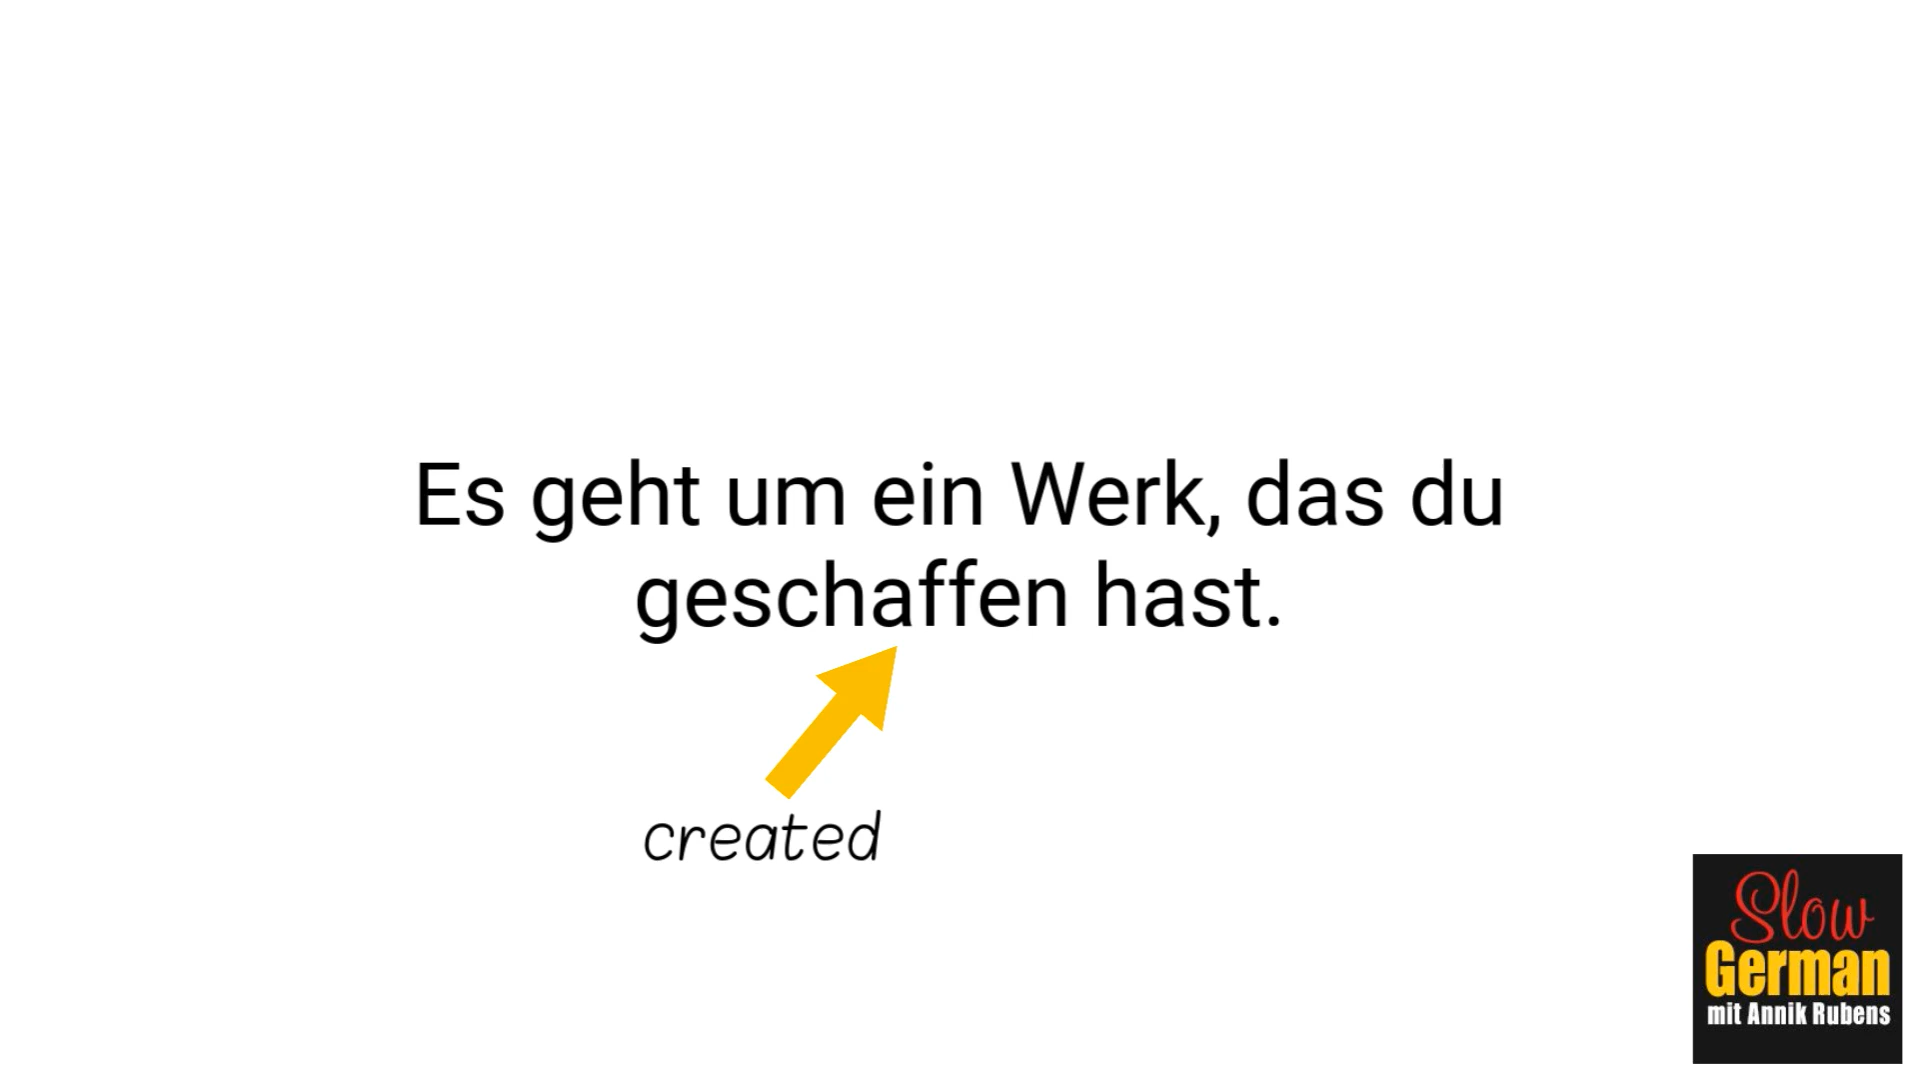 Es geht um ein Werk, das du
geschaffen hast.
created
Slow
German
mit Annik Rubens